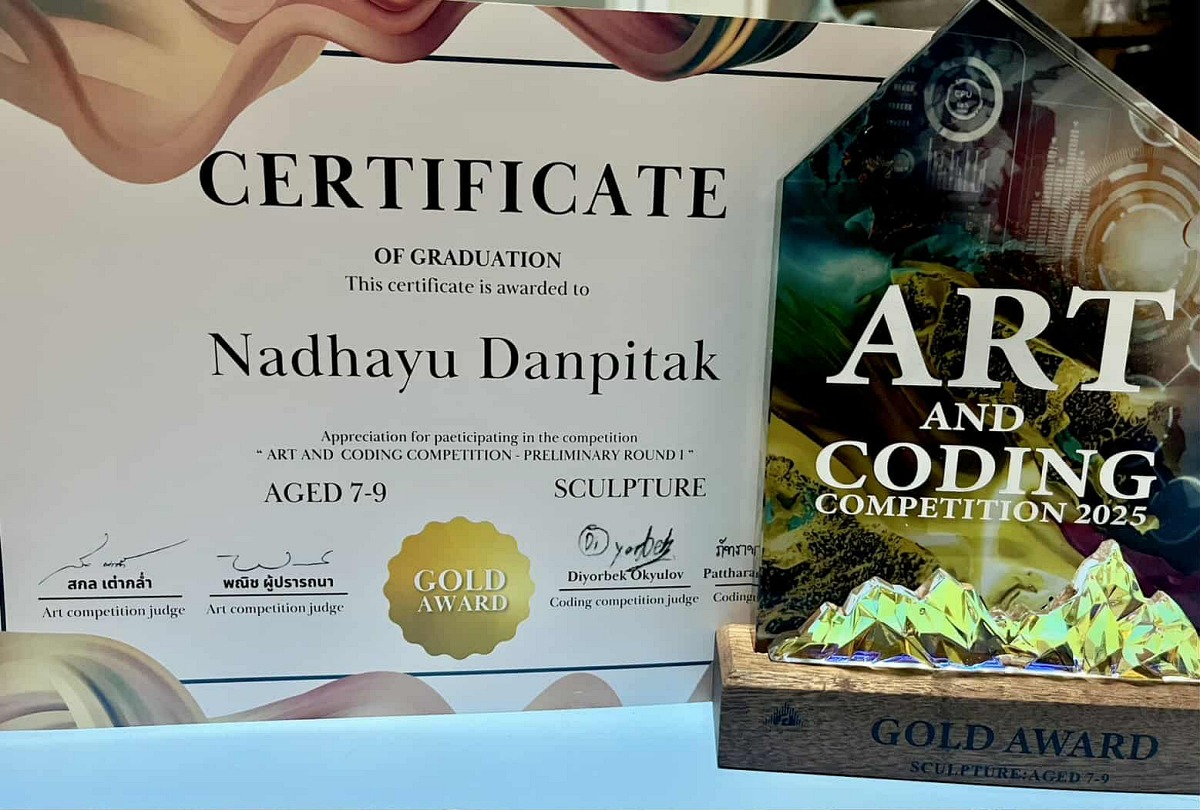 CERTIFICATE
OF GRADUATION
This certificate is awarded to
Nadhayu Danpitak
Appreciation for paeticipating in the competition
“ ART AND CODING COMPETITION - PRELIMINARY ROUND 1 ”
AGED 7-9
SCULPTURE
สกล เต๋ากล่ำ
Art competition judge
พณิช ผู้ปรารถนา
Art competition judge
GOLD
AWARD
Diyorbek
Diyorbek Okyulov
Coding competition judge
CPU
ART
AND
CODING
COMPETITION 2025
GOLD AWARD
SCULPTURE:AGED 7-9